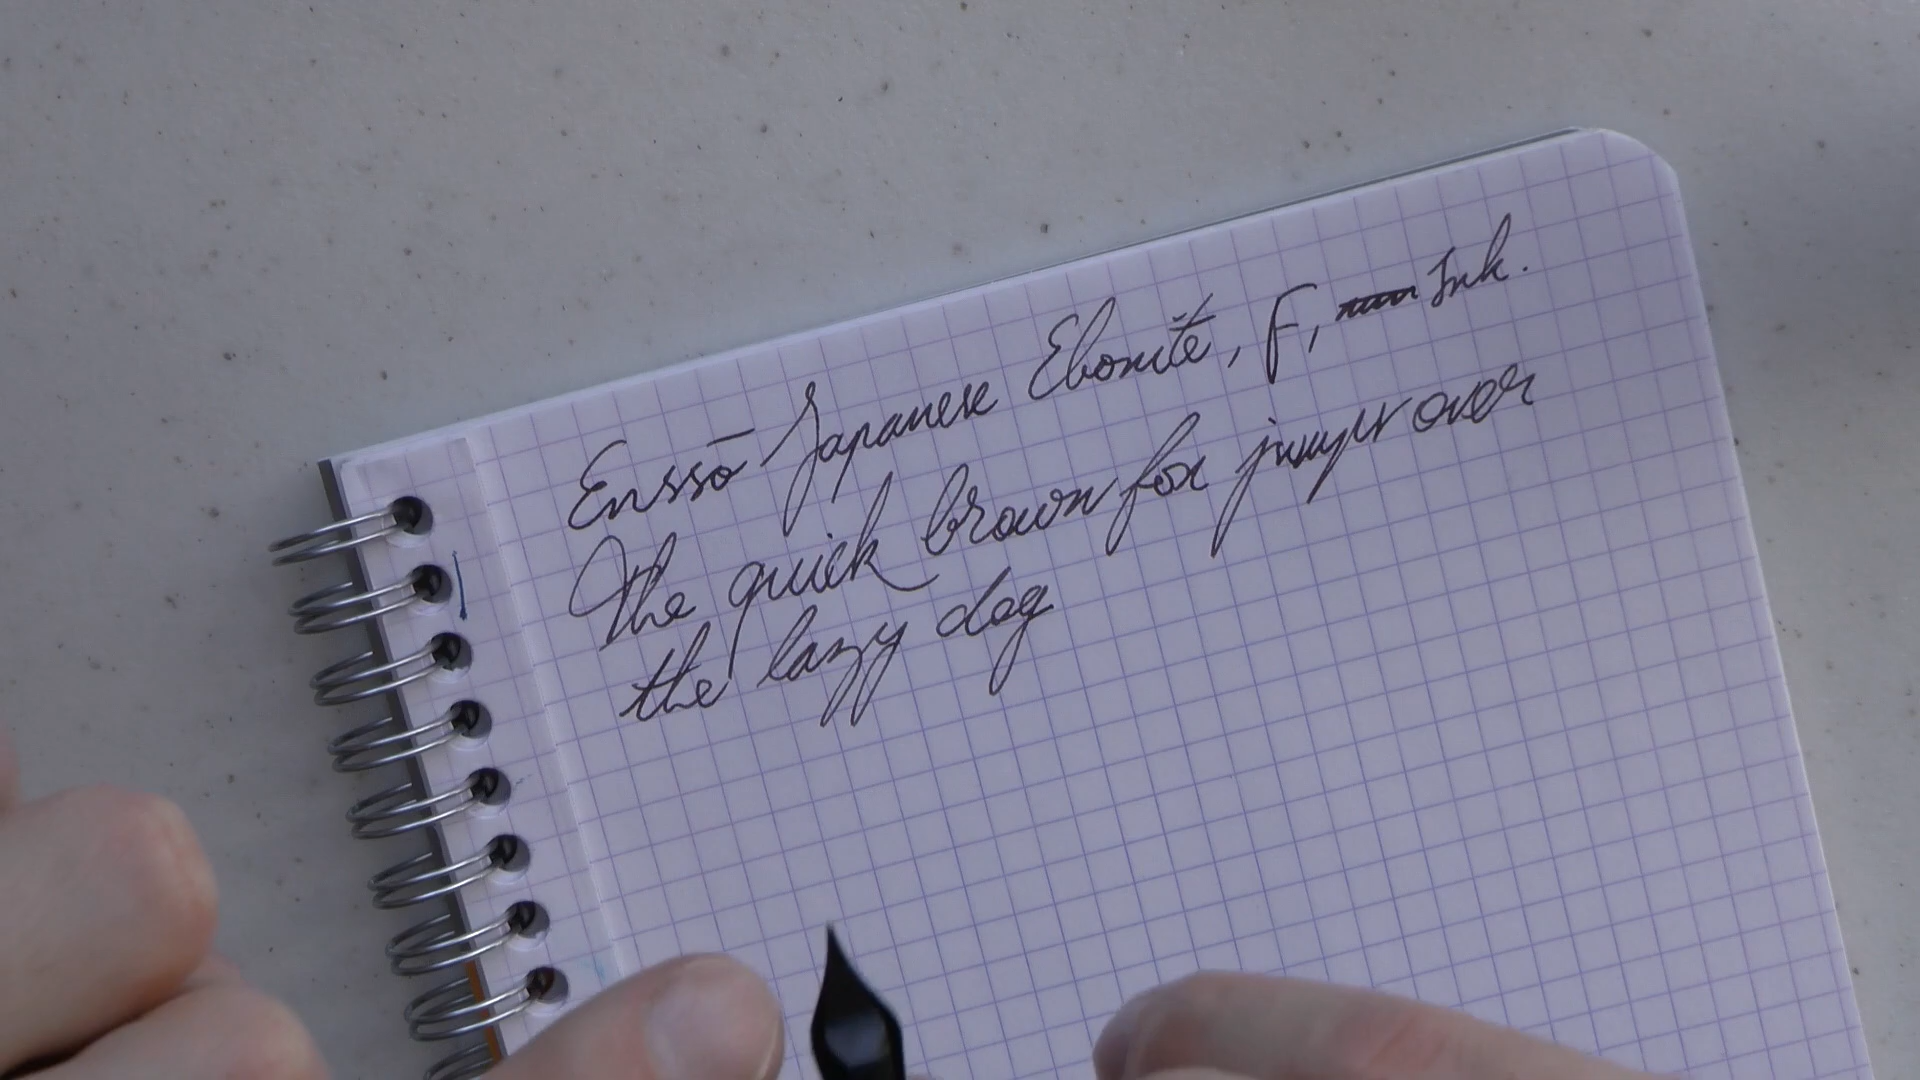 Enssō Japanese Ebonite, F, Ink.
The quick brown fox jumps over
the lazy dog